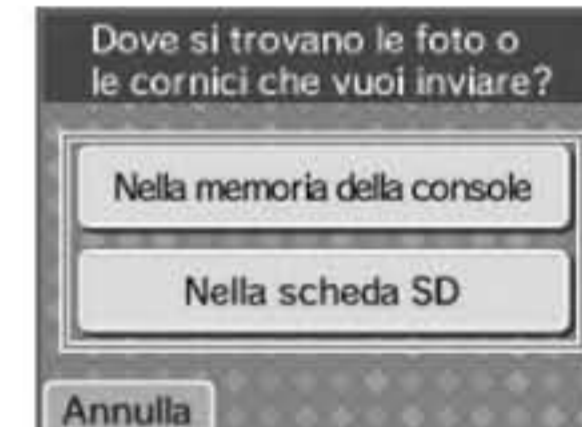 Dove si trovano le foto o
le cornici che vuoi inviare?
Nella memoria della console
Nella scheda SD
Annulla